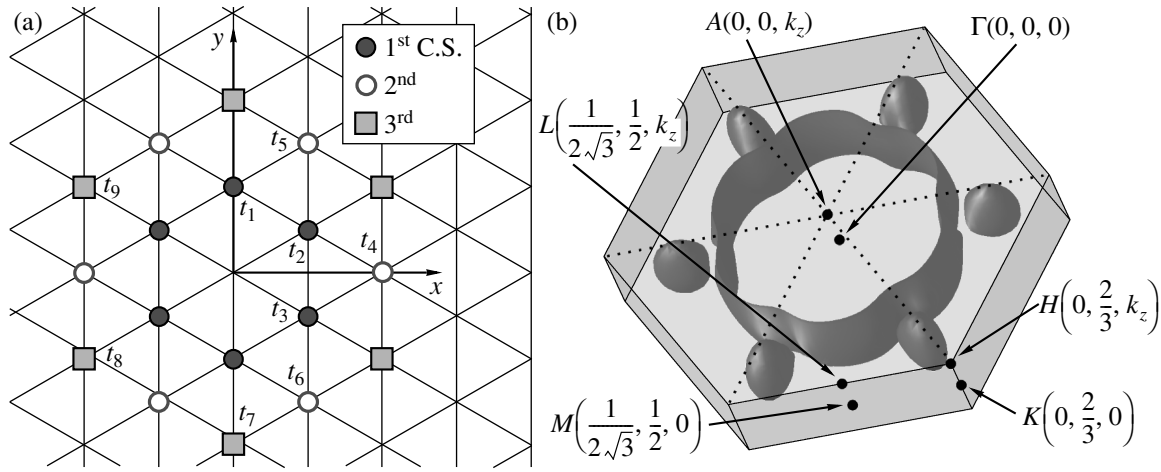 (a)
y
1st C.S.
2nd
3rd
t5
t9
t1
t2
t4
x
t3
t8
t6
t7
(b)
A(0, 0, kz)
Γ(0, 0, 0)
L(1/2√3, 1/2, kz)
H(0, 2/3, kz)
M(1/2√3, 1/2, 0)
K(0, 2/3, 0)